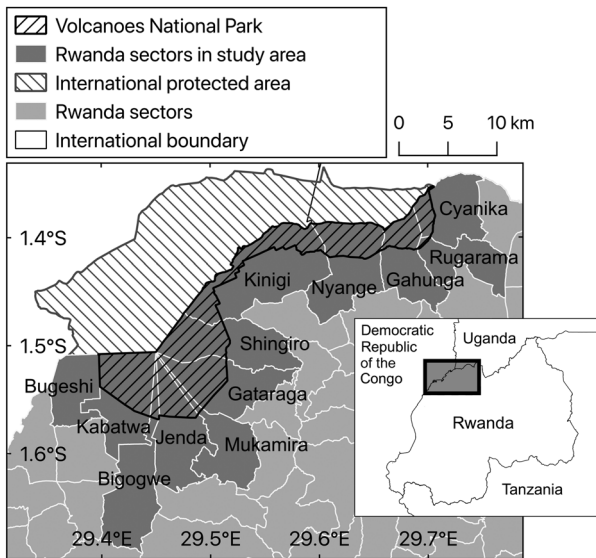 Volcanoes National Park
Rwanda sectors in study area
International protected area
Rwanda sectors
International boundary
0 5 10 km
1.4°S
1.5°S
1.6°S
29.4°E 29.5°E 29.6°E 29.7°E
Cyanika
Rugarama
Gahunga
Nyange
Kinigi
Shingiro
Gataraga
Bugeshi
Kabatwa
Jenda
Mukamira
Bigogwe
Democratic
Republic
of the
Congo
Uganda
Rwanda
Tanzania